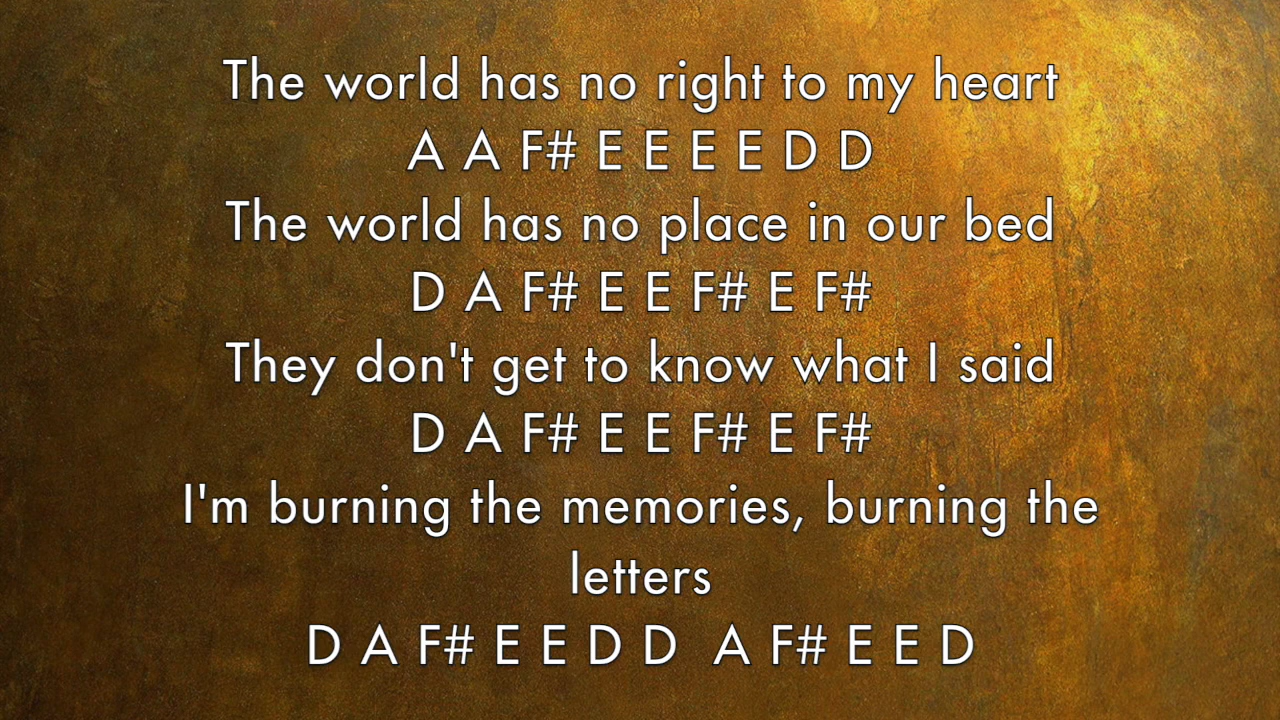 The world has no right to my heart
A A F# E E E E D D
The world has no place in our bed
D A F# E E F# E F#
They don't get to know what I said
D A F# E E F# E F#
I'm burning the memories, burning the
letters
D A F# E E D D  A F# E E D